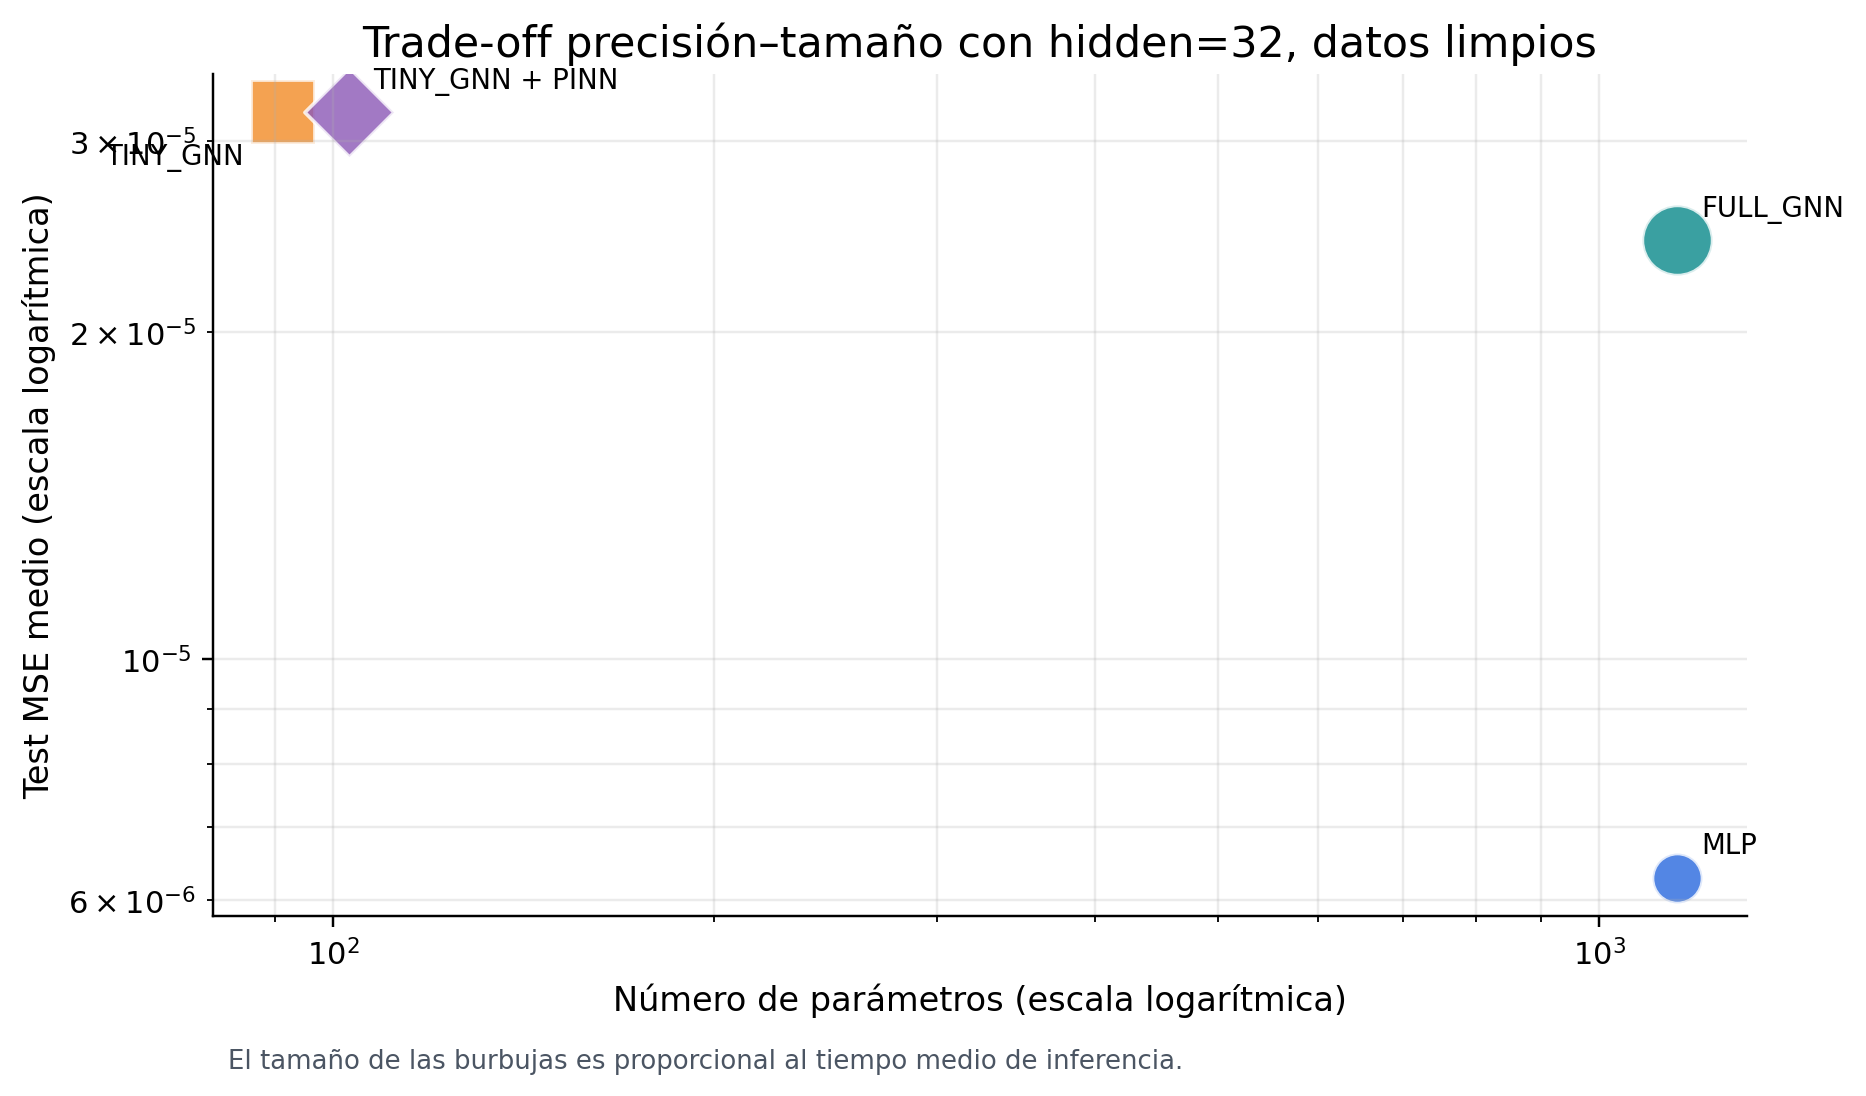 Trade-off precisión–tamaño con hidden=32, datos limpios
TINY_GNN + PINN
3 × 10⁻⁵
TINY_GNN
FULL_GNN
2 × 10⁻⁵
Test MSE medio (escala logarítmica)
10⁻⁵
MLP
6 × 10⁻⁶
10² 10³
Número de parámetros (escala logarítmica)
El tamaño de las burbujas es proporcional al tiempo medio de inferencia.